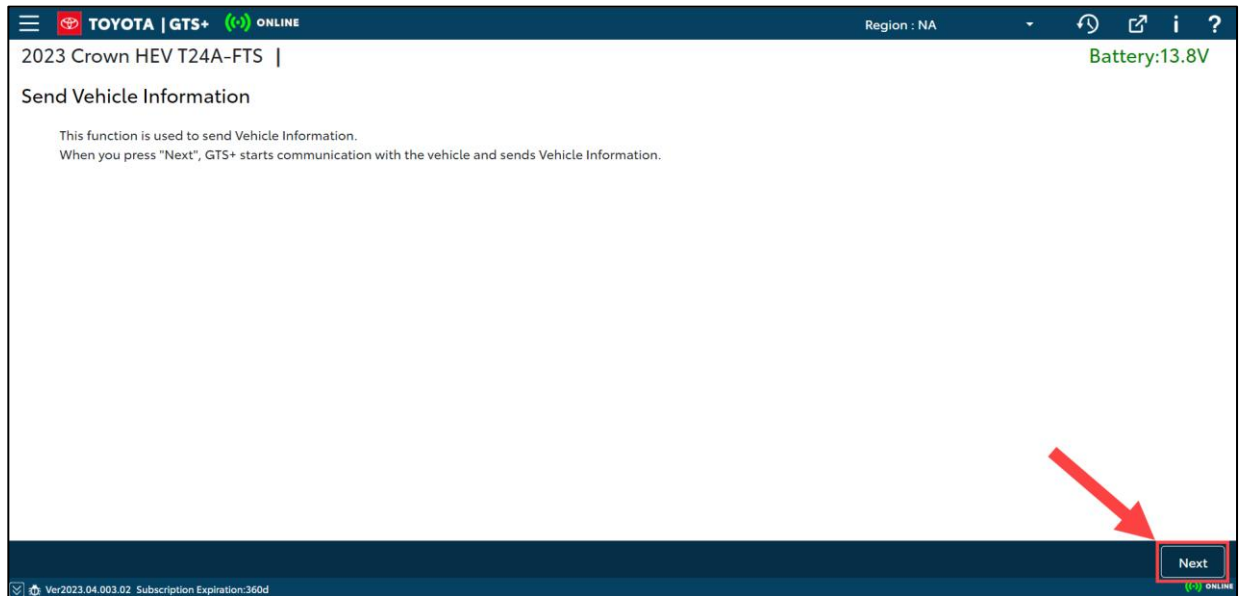 TOYOTA | GTS+ ((·)) ONLINE Region : NA i ?
2023 Crown HEV T24A-FTS | Battery:13.8V
Send Vehicle Information
This function is used to send Vehicle Information.
When you press "Next", GTS+ starts communication with the vehicle and sends Vehicle Information.
Next
Ver2023.04.003.02 Subscription Expiration:360d ((·)) ONLINE